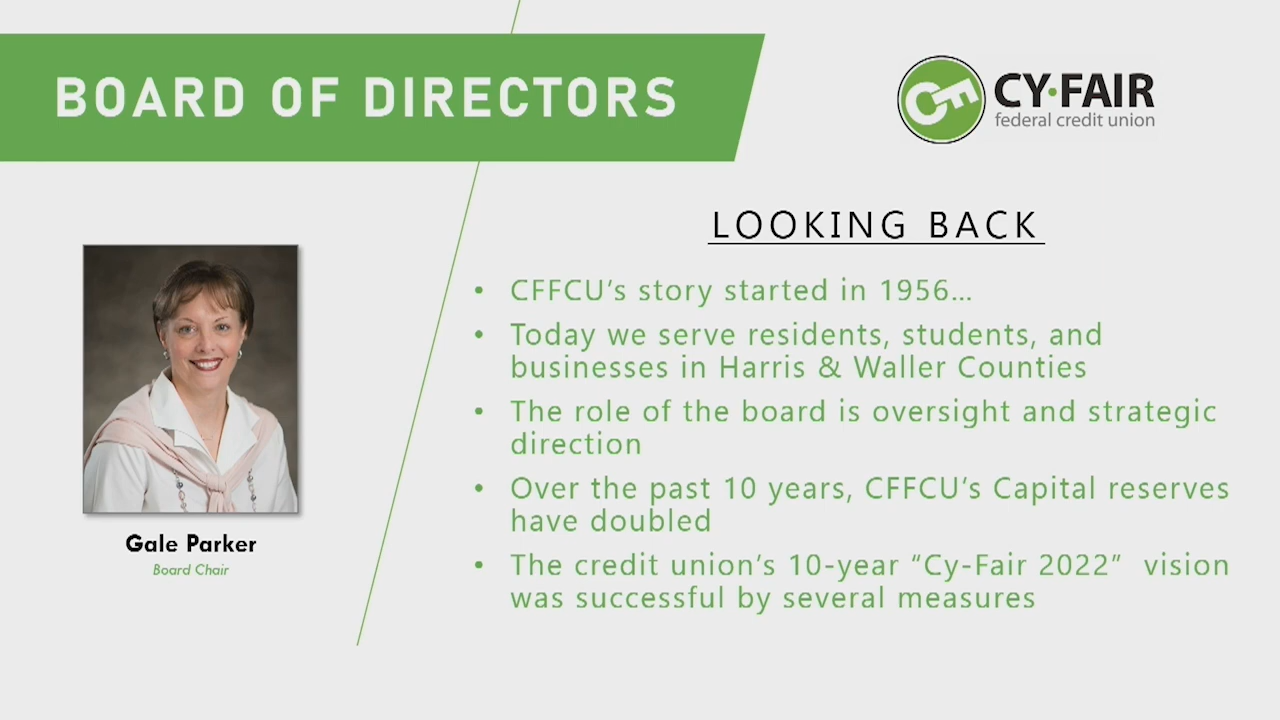 BOARD OF DIRECTORS
CY·FAIR
federal credit union
LOOKING BACK
• CFFCU's story started in 1956...
• Today we serve residents, students, and
businesses in Harris & Waller Counties
• The role of the board is oversight and strategic
direction
• Over the past 10 years, CFFCU's Capital reserves
have doubled
• The credit union's 10-year “Cy-Fair 2022” vision
was successful by several measures
Gale Parker
Board Chair